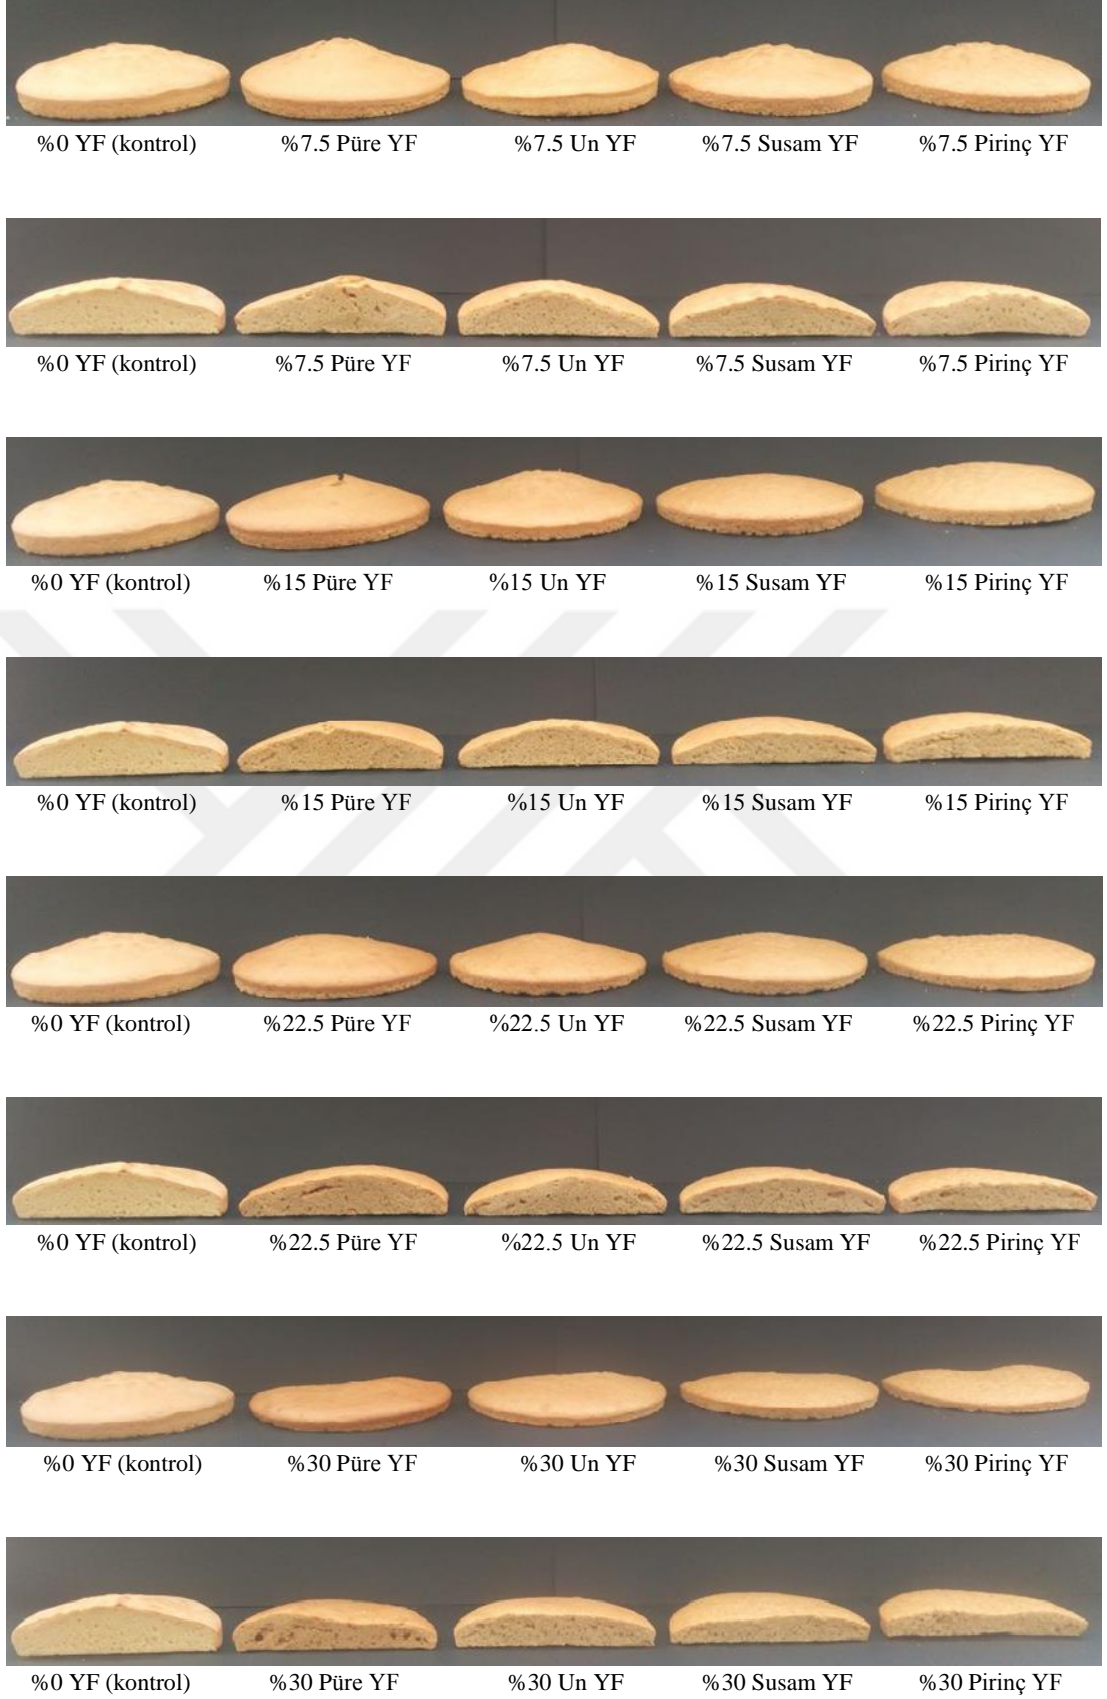 %0 YF (kontrol) %7.5 Püre YF %7.5 Un YF %7.5 Susam YF %7.5 Pirinç YF
%0 YF (kontrol) %7.5 Püre YF %7.5 Un YF %7.5 Susam YF %7.5 Pirinç YF
%0 YF (kontrol) %15 Püre YF %15 Un YF %15 Susam YF %15 Pirinç YF
%0 YF (kontrol) %15 Püre YF %15 Un YF %15 Susam YF %15 Pirinç YF
%0 YF (kontrol) %22.5 Püre YF %22.5 Un YF %22.5 Susam YF %22.5 Pirinç YF
%0 YF (kontrol) %22.5 Püre YF %22.5 Un YF %22.5 Susam YF %22.5 Pirinç YF
%0 YF (kontrol) %30 Püre YF %30 Un YF %30 Susam YF %30 Pirinç YF
%0 YF (kontrol) %30 Püre YF %30 Un YF %30 Susam YF %30 Pirinç YF